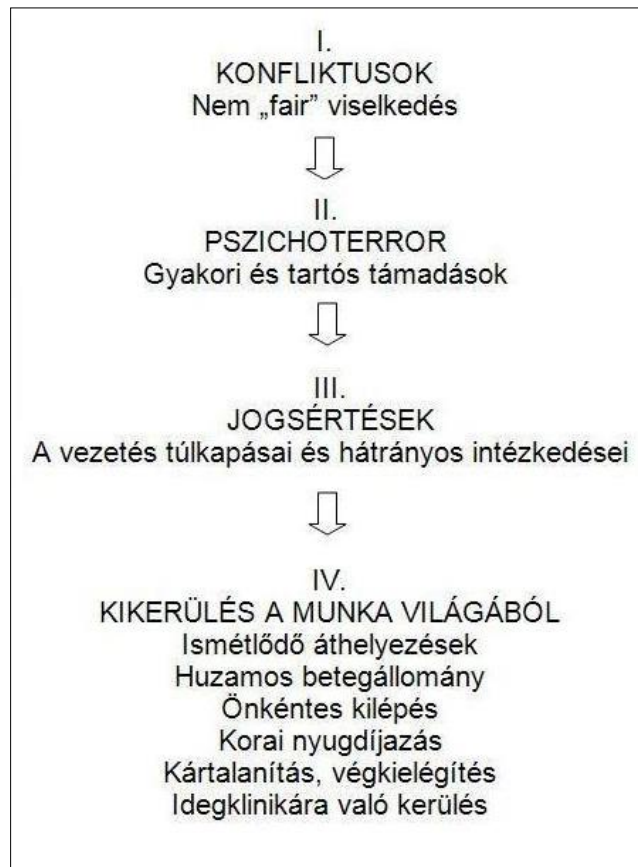 I.
KONFLIKTUSOK
Nem „fair” viselkedés
II.
PSZICHOTERROR
Gyakori és tartós támadások
III.
JOGSÉRTÉSEK
A vezetés túlkapásai és hátrányos intézkedései
IV.
KIKERÜLÉS A MUNKA VILÁGÁBÓL
Ismétlődő áthelyezések
Huzamos betegállomány
Önkéntes kilépés
Korai nyugdíjazás
Kártalanítás, végkielégítés
Idegklinikára való kerülés